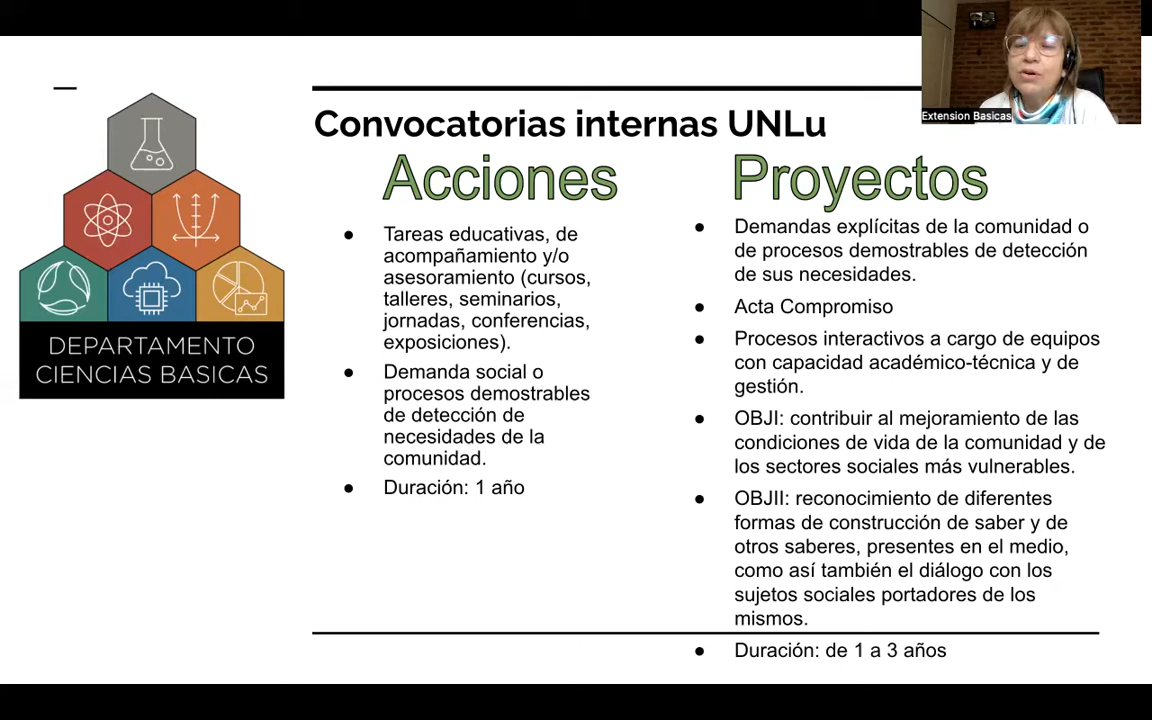 Extension Basicas
Convocatorias internas UNLu
Acciones
● Tareas educativas, de
acompañamiento y/o
asesoramiento (cursos,
talleres, seminarios,
jornadas, conferencias,
exposiciones).
● Demanda social o
procesos demostrables
de detección de
necesidades de la
comunidad.
● Duración: 1 año
Proyectos
● Demandas explícitas de la comunidad o
de procesos demostrables de detección
de sus necesidades.
● Acta Compromiso
● Procesos interactivos a cargo de equipos
con capacidad académico-técnica y de
gestión.
● OBJI: contribuir al mejoramiento de las
condiciones de vida de la comunidad y de
los sectores sociales más vulnerables.
● OBJII: reconocimiento de diferentes
formas de construcción de saber y de
otros saberes, presentes en el medio,
como así también el diálogo con los
sujetos sociales portadores de los
mismos.
● Duración: de 1 a 3 años
DEPARTAMENTO
CIENCIAS BASICAS